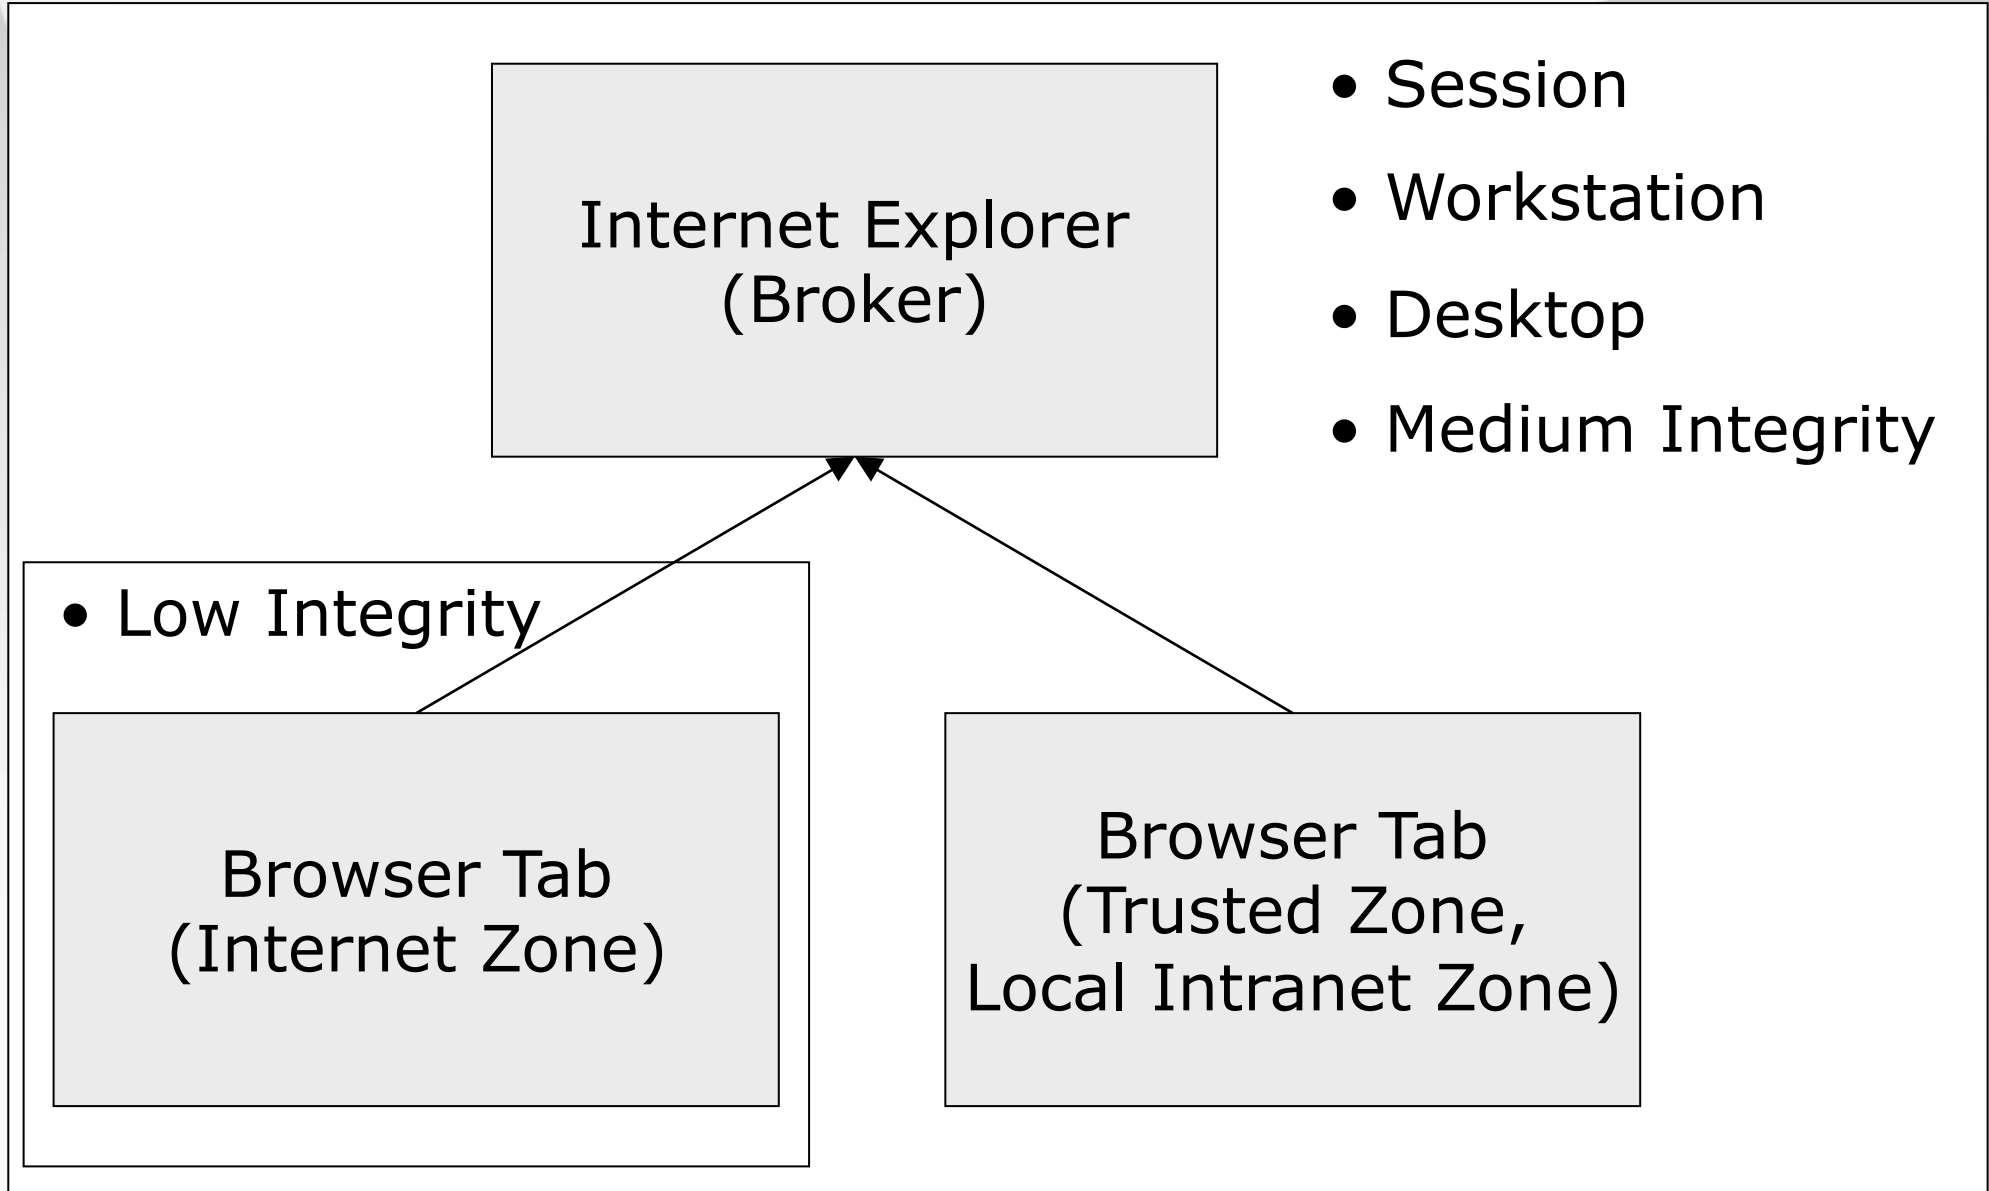 Internet Explorer
(Broker)
• Session
• Workstation
• Desktop
• Medium Integrity
• Low Integrity
Browser Tab
(Internet Zone)
Browser Tab
(Trusted Zone,
Local Intranet Zone)